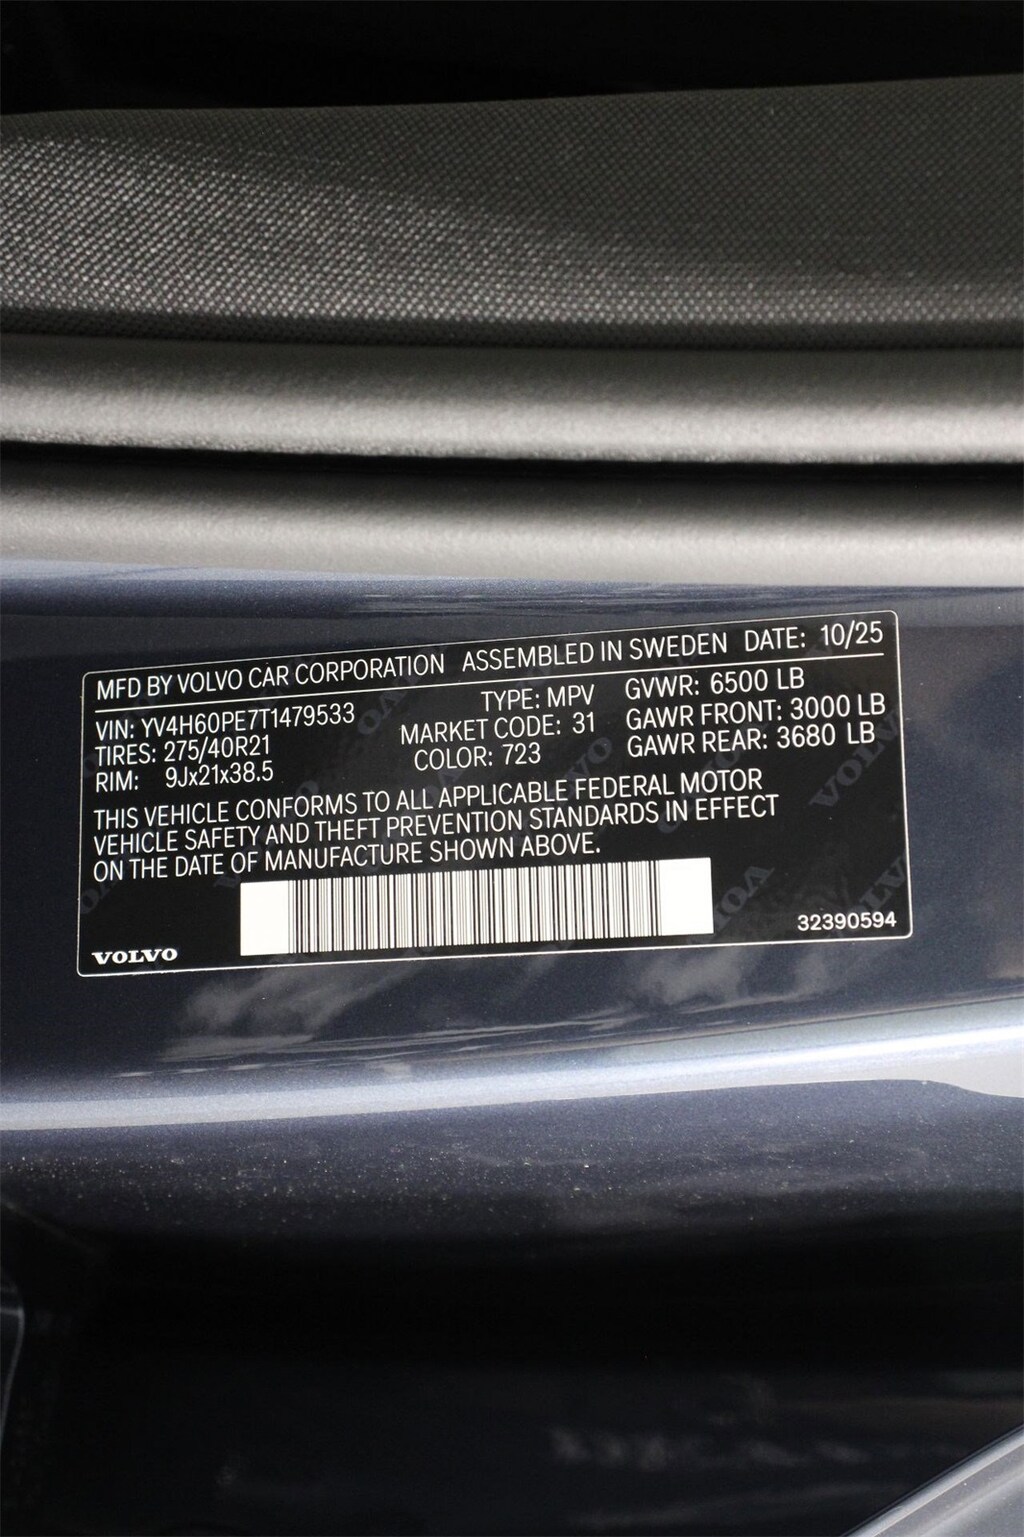 MFD BY VOLVO CAR CORPORATION ASSEMBLED IN SWEDEN DATE: 10/25
VIN: YV4H60PE7T1479533 TYPE: MPV GVWR: 6500 LB
TIRES: 275/40R21 MARKET CODE: 31 GAWR FRONT: 3000 LB
RIM: 9Jx21x38.5 COLOR: 723 GAWR REAR: 3680 LB
THIS VEHICLE CONFORMS TO ALL APPLICABLE FEDERAL MOTOR
VEHICLE SAFETY AND THEFT PREVENTION STANDARDS IN EFFECT
ON THE DATE OF MANUFACTURE SHOWN ABOVE.
VOLVO 32390594